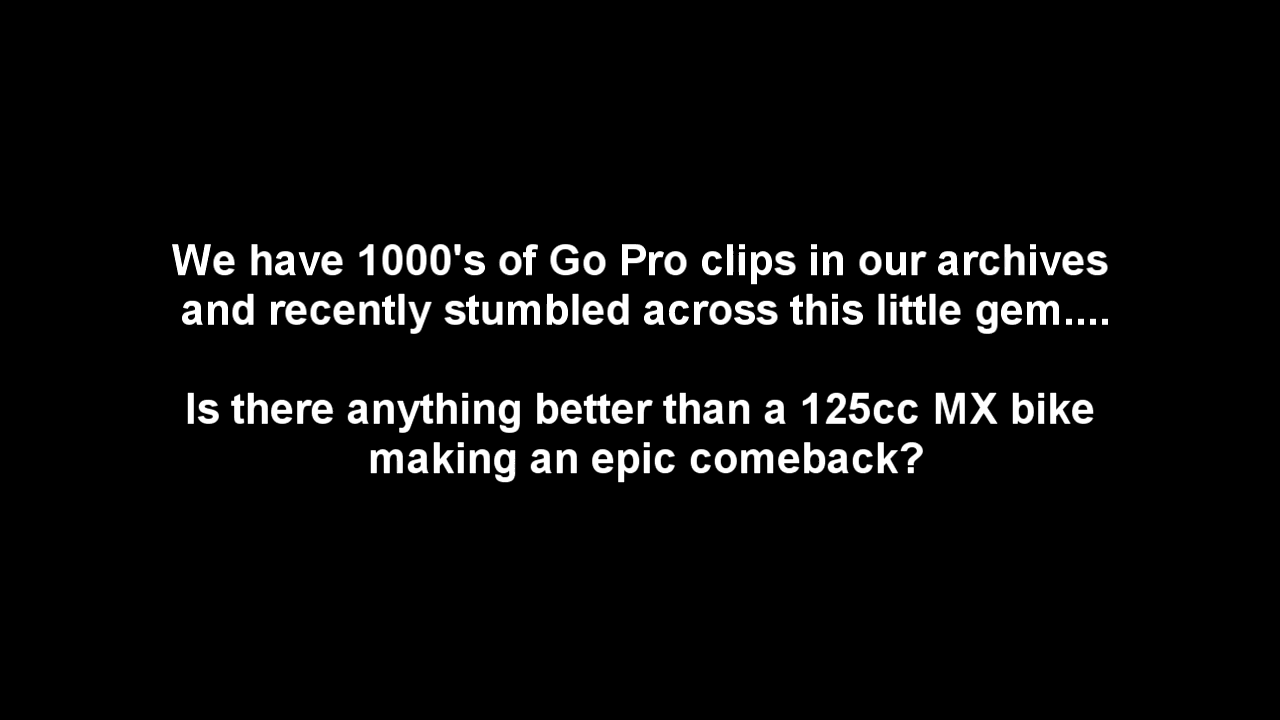 We have 1000's of Go Pro clips in our archives
and recently stumbled across this little gem....
Is there anything better than a 125cc MX bike
making an epic comeback?